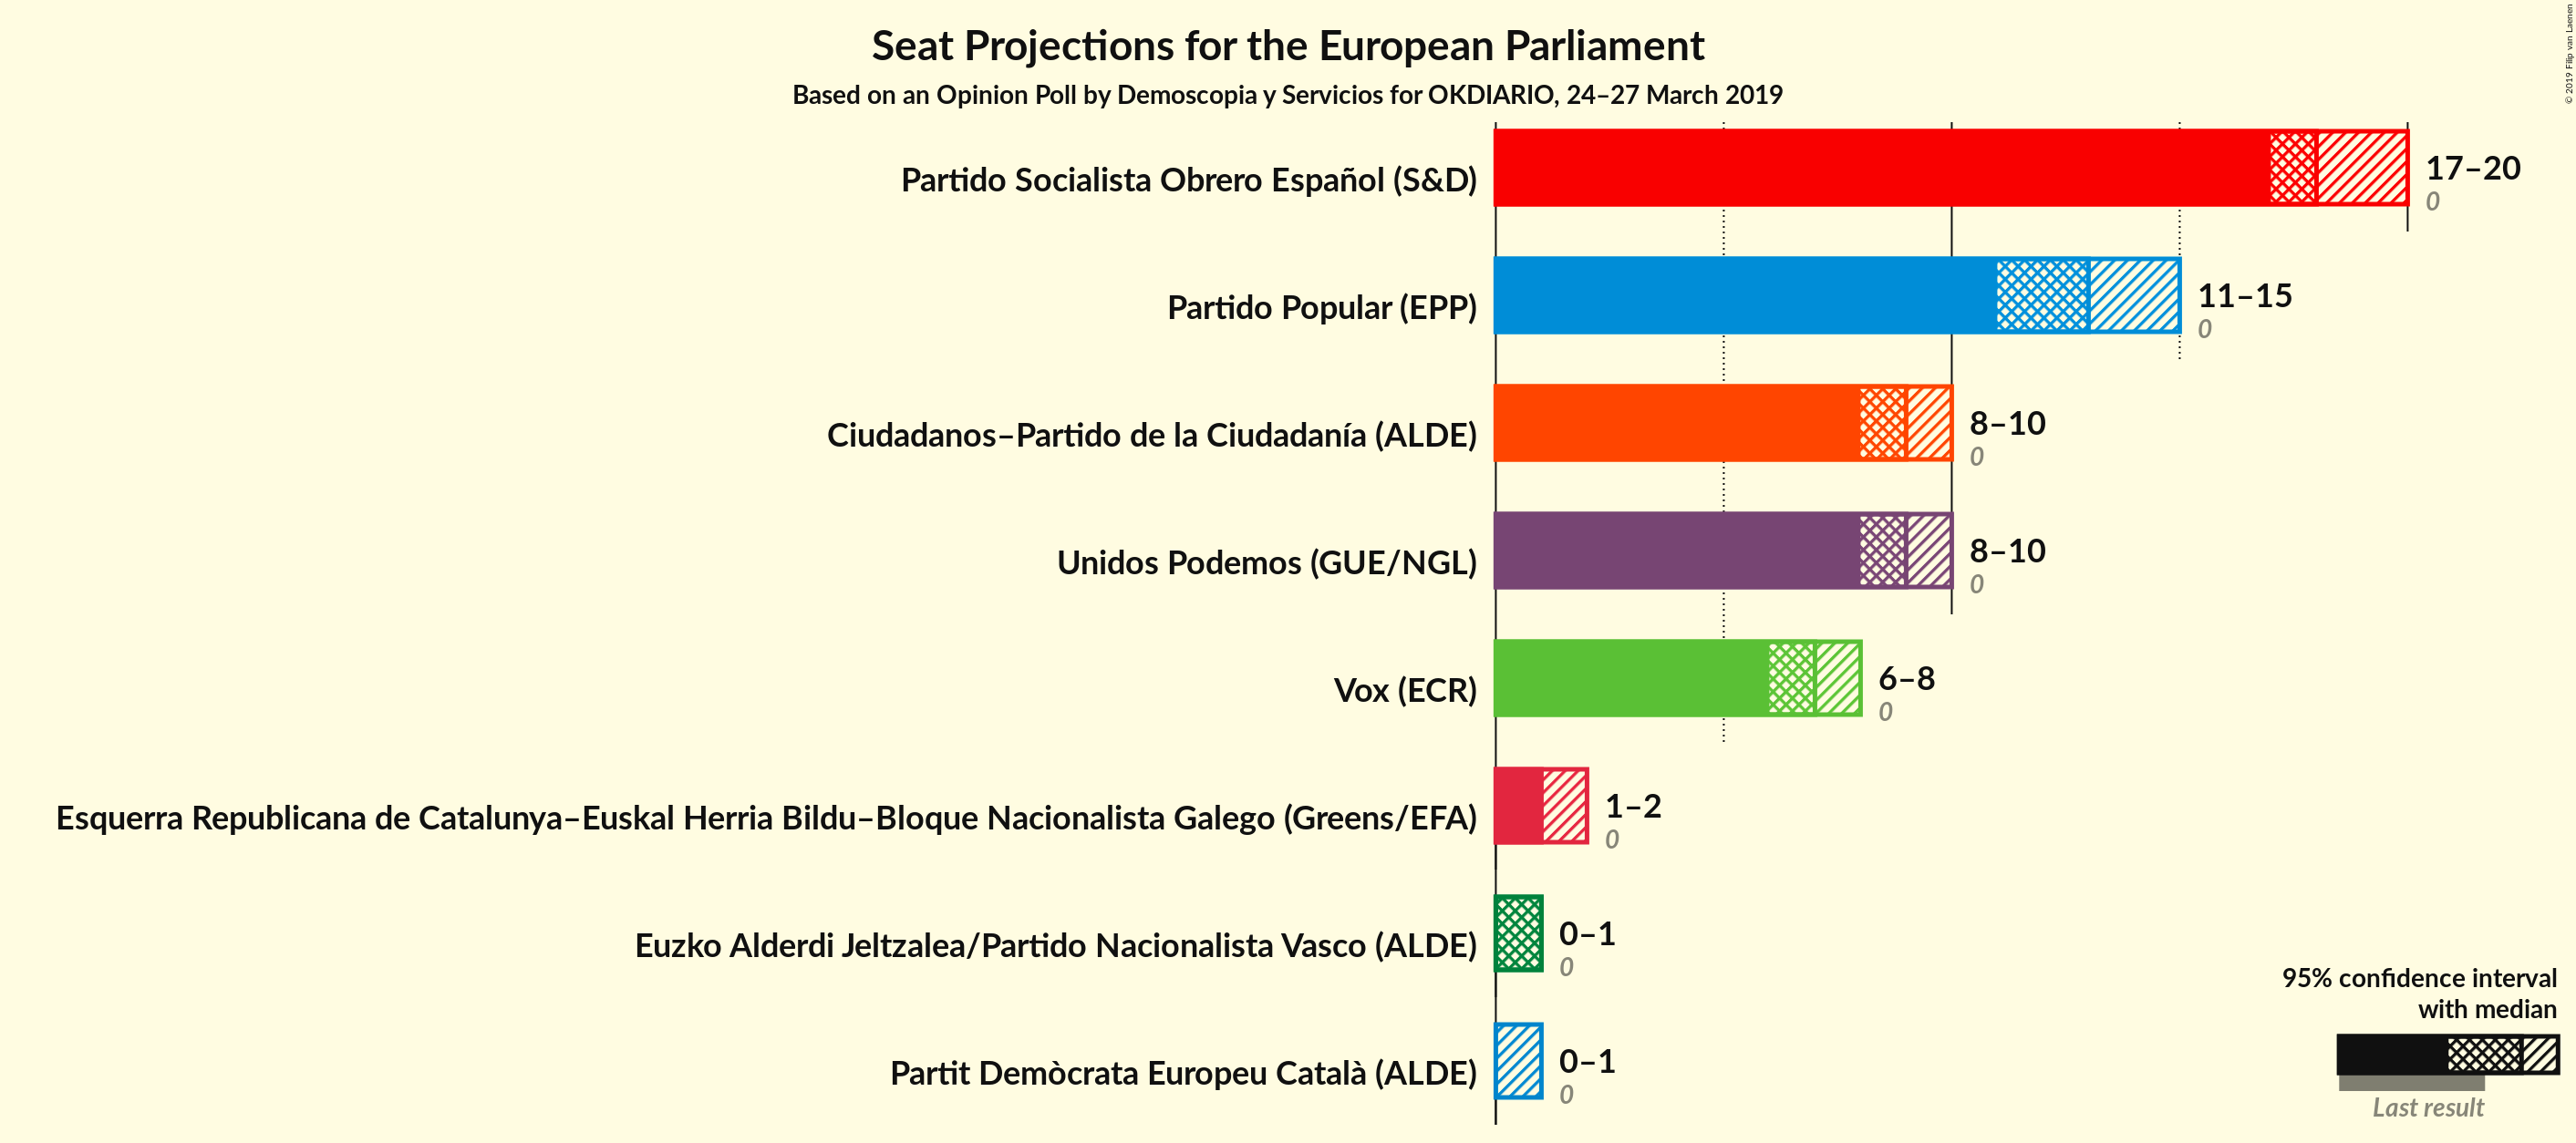 Seat Projections for the European Parliament
Based on an Opinion Poll by Demoscopia y Servicios for OKDIARIO, 24–27 March 2019
© 2019 Filip van Laenen
Partido Socialista Obrero Español (S&D)
17–20
0
Partido Popular (EPP)
11–15
0
Ciudadanos–Partido de la Ciudadanía (ALDE)
8–10
0
Unidos Podemos (GUE/NGL)
8–10
0
Vox (ECR)
6–8
0
Esquerra Republicana de Catalunya–Euskal Herria Bildu–Bloque Nacionalista Galego (Greens/EFA)
1–2
0
Euzko Alderdi Jeltzalea/Partido Nacionalista Vasco (ALDE)
0–1
0
Partit Demòcrata Europeu Català (ALDE)
0–1
0
95% confidence interval
with median
Last result